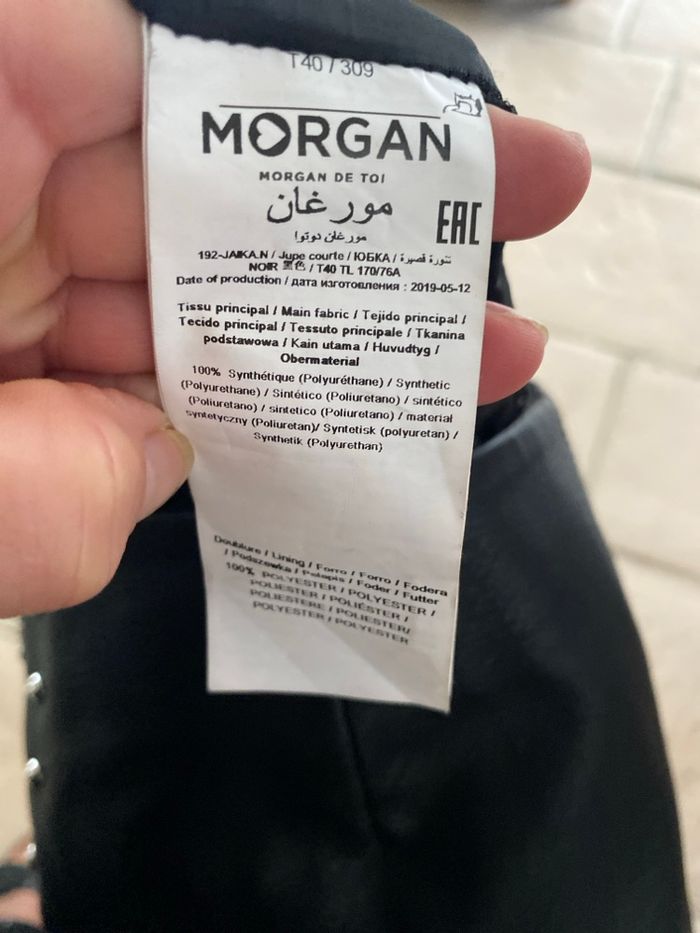 T40 / 309
MORGAN
MORGAN DE TOI
مورغان
مورغان دوتوا
EAC
192-JAIKA.N / Jupe courte / ЮБКА / تنورة قصيرة /
NOIR 黑色 / T40 TL 170/76A
Date of production / дата изготовления : 2019-05-12
Tissu principal / Main fabric / Tejido principal /
Tecido principal / Tessuto principale / Tkanina
podstawowa / Kain utama / Huvudtyg /
Obermaterial
100% Synthétique (Polyuréthane) / Synthetic
(Polyurethane) / Sintético (Poliuretano) / sintético
(Poliuretano) / sintetico (Poliuretano) / material
syntetyczny (Poliuretan)/ Syntetisk (polyuretan) /
Synthetik (Polyurethan)
Doublure / Lining / Forro / Forro / Fodera
/ Podszewka / Pelapis / Foder / Futter
100% POLYESTER / POLYESTER /
POLIESTER / POLIÉSTER /
POLIESTERE / POLIESTER/
POLYESTER / POLYESTER